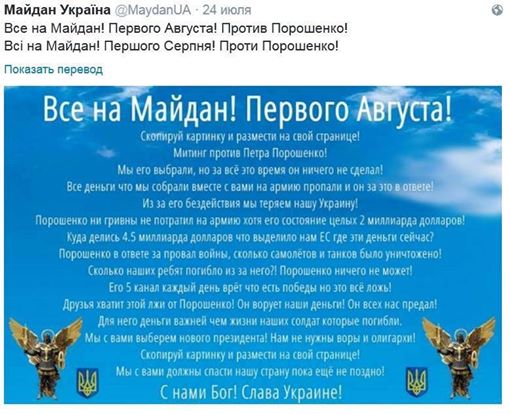 Майдан Україна @MaydanUA · 24 июля
Все на Майдан! Первого Августа! Против Порошенко!
Всі на Майдан! Першого Серпня! Проти Порошенко!
Показать перевод
Все на Майдан! Первого Августа!
Скопируй картинку и размести на свой странице!
Митинг против Петра Порошенко!
Мы его выбрали, но за всё это время он ничего не сделал!
Все деньги что мы собрали вместе с вами на армию пропали и он за это в ответе!
Из за его бездействия мы теряем нашу Украину!
Порошенко ни гривны не потратил на армию хотя его состояние целых 2 миллиарда долларов!
Куда делись 4.5 миллиарда долларов что выделило нам ЕС где эти деньги сейчас?
Порошенко в ответе за провал войны, сколько самолётов и танков было уничтожено!
Сколько наших ребят погибло из за него?! Порошенко ничего не может!
Его 5 канал каждый день врёт что есть победы но это всё ложь!
Друзья хватит этой лжи от Порошенко! Он ворует наши деньги! Он всех нас предал!
Для него деньги важней чем жизни наших солдат которые погибли.
Мы с вами выберем нового президента! Нам не нужны воры и олигархи!
Скопируй картинку и размести на свой странице!
Мы с вами должны спасти нашу страну пока ещё не поздно!
С нами Бог! Слава Украине!